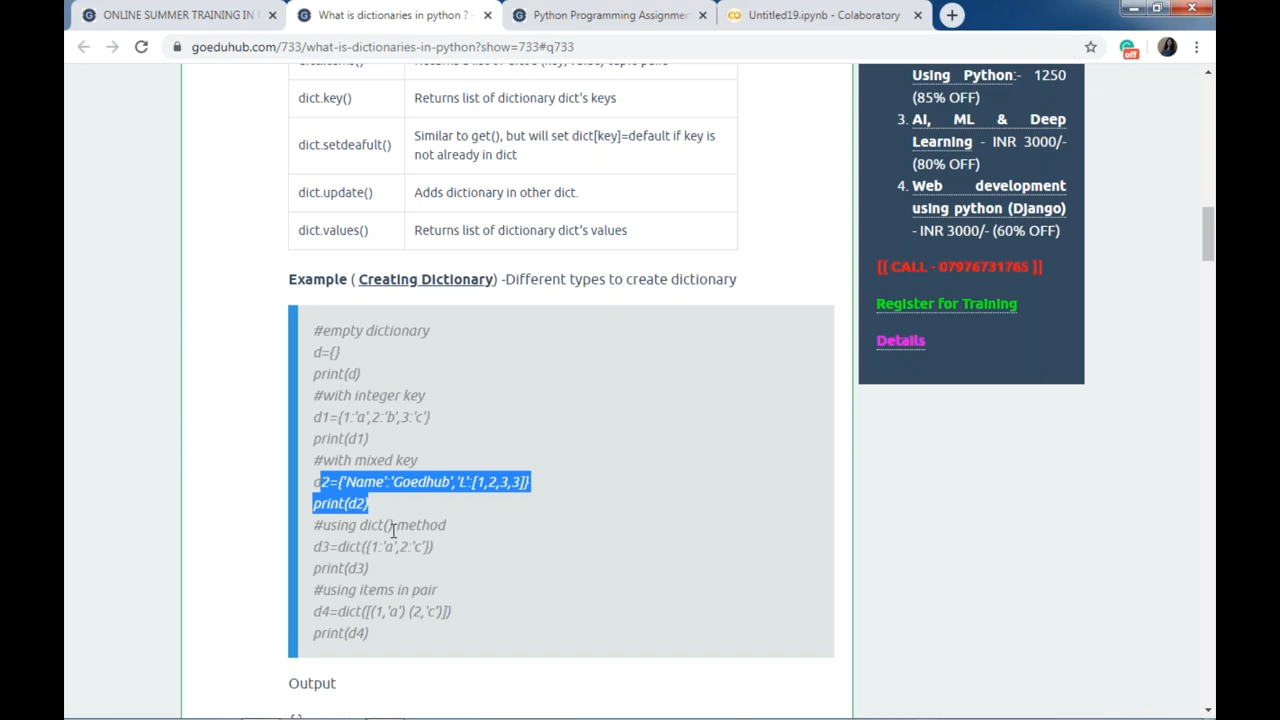 ONLINE SUMMER TRAINING IN
What is dictionaries in python ? -
Python Programming Assignmen
Untitled19.ipynb - Colaboratory
goeduhub.com/733/what-is-dictionaries-in-python?show=733#q733
off
dict.key()
Returns list of dictionary dict's keys
dict.setdeafult()
Similar to get(), but will set dict[key]=default if key is
not already in dict
dict.update()
Adds dictionary in other dict.
dict.values()
Returns list of dictionary dict's values
Example ( Creating Dictionary) -Different types to create dictionary
#empty dictionary
d={}
print(d)
#with integer key
d1={1:'a',2:'b',3:'c'}
print(d1)
#with mixed key
d2={'Name':'Goedhub','L':[1,2,3,3]}
print(d2)
#using dict() method
d3=dict({1:'a',2:'c'})
print(d3)
#using items in pair
d4=dict([(1,'a') (2,'c')])
print(d4)
Output
Using Python:- 1250
(85% OFF)
3. AI, ML & Deep
Learning - INR 3000/-
(80% OFF)
4. Web development
using python (Django)
- INR 3000/- (60% OFF)
[[ CALL - 07976731765 ]]
Register for Training
Details